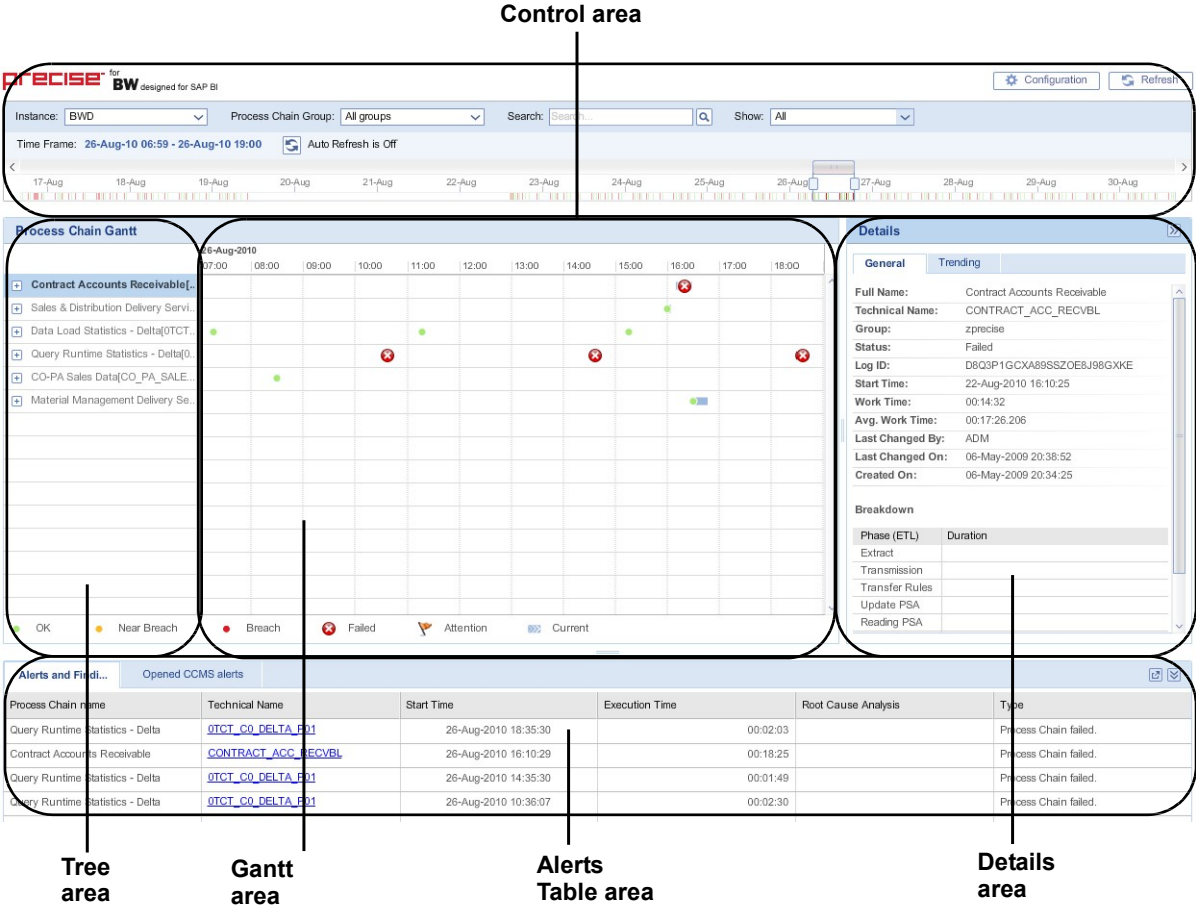 Control area
precise for BW designed for SAP BI
Configuration Refresh
Instance: BWD Process Chain Group: All groups Search: Search... Show: All
Time Frame: 26-Aug-10 06:59 - 26-Aug-10 19:00 Auto Refresh is Off
17-Aug 18-Aug 19-Aug 20-Aug 21-Aug 22-Aug 23-Aug 24-Aug 25-Aug 26-Aug 27-Aug 28-Aug 29-Aug 30-Aug
Process Chain Gantt
26-Aug-2010
07:00 08:00 09:00 10:00 11:00 12:00 13:00 14:00 15:00 16:00 17:00 18:00
Contract Accounts Receivable[..
Sales & Distribution Delivery Servi..
Data Load Statistics - Delta[0TCT..
Query Runtime Statistics - Delta[0..
CO-PA Sales Data[CO_PA_SALE...
Material Management Delivery Se..
OK Near Breach Breach Failed Attention Current
Details
General Trending
Full Name: Contract Accounts Receivable
Technical Name: CONTRACT_ACC_RECVBL
Group: zprecise
Status: Failed
Log ID: D8Q3P1GCXA89SSZOE8J98GXKE
Start Time: 22-Aug-2010 16:10:25
Work Time: 00:14:32
Avg. Work Time: 00:17:26.206
Last Changed By: ADM
Last Changed On: 06-May-2009 20:38:52
Created On: 06-May-2009 20:34:25
Breakdown
Phase (ETL) Duration
Extract
Transmission
Transfer Rules
Update PSA
Reading PSA
Alerts and Findi... Opened CCMS alerts
Process Chain name Technical Name Start Time Execution Time Root Cause Analysis Type
Query Runtime Statistics - Delta 0TCT_C0_DELTA_P01 26-Aug-2010 18:35:30 00:02:03 Process Chain failed.
Contract Accounts Receivable CONTRACT_ACC_RECVBL 26-Aug-2010 16:10:29 00:18:25 Process Chain failed.
Query Runtime Statistics - Delta 0TCT_C0_DELTA_P01 26-Aug-2010 14:35:30 00:01:49 Process Chain failed.
Query Runtime Statistics - Delta 0TCT_C0_DELTA_P01 26-Aug-2010 10:36:07 00:02:30 Process Chain failed.
Tree
area
Gantt
area
Alerts
Table area
Details
area